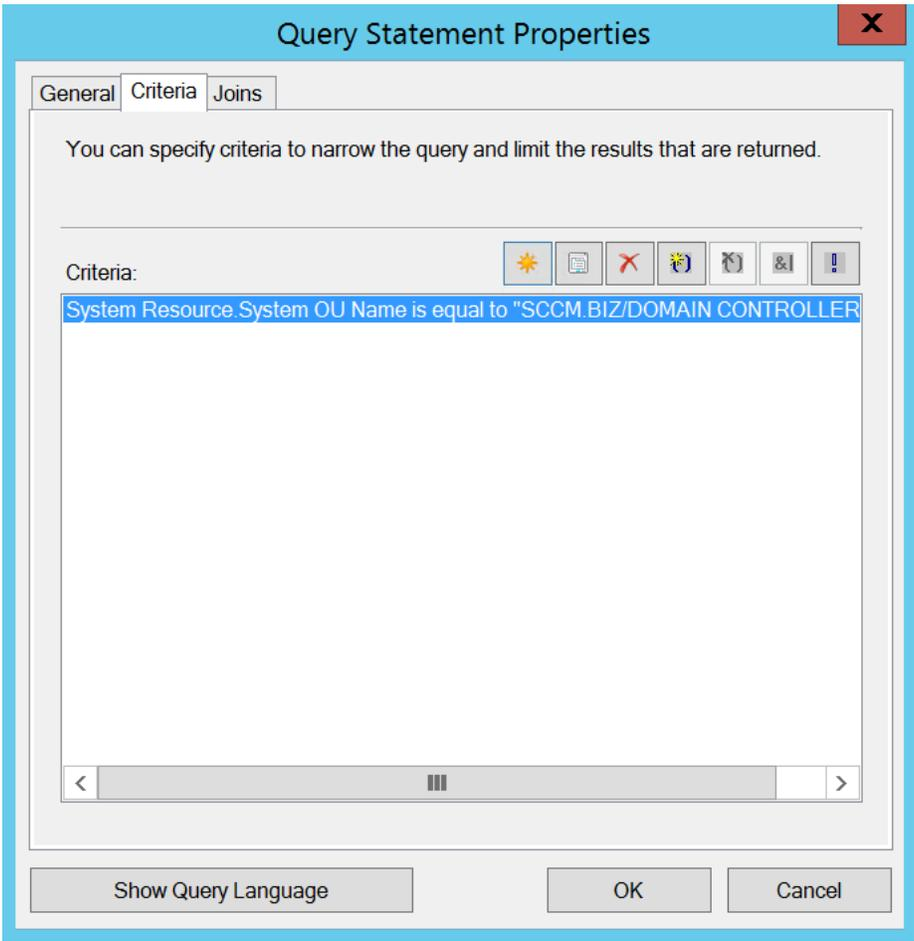 Query Statement Properties
X
General Criteria Joins
You can specify criteria to narrow the query and limit the results that are returned.
Criteria:
&|
!
System Resource.System OU Name is equal to "SCCM.BIZ/DOMAIN CONTROLLER
Show Query Language OK Cancel